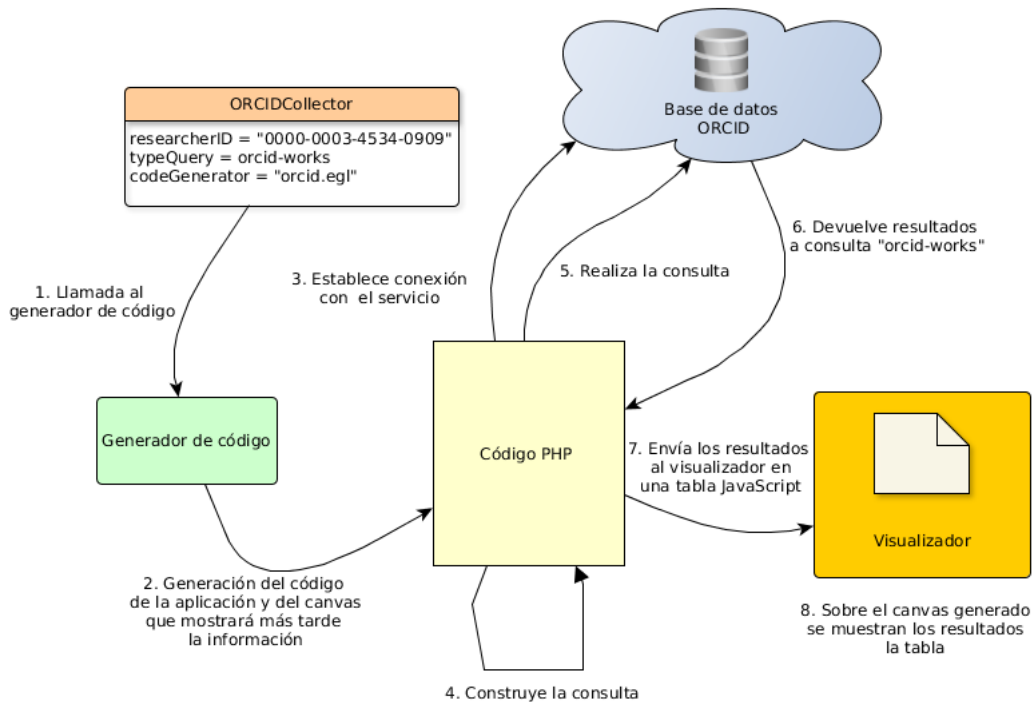 Base de datos
ORCID
ORCIDCollector
researcherID = "0000-0003-4534-0909"
typeQuery = orcid-works
codeGenerator = "orcid.egl"
1. Llamada al
generador de código
3. Establece conexión
con el servicio
5. Realiza la consulta
6. Devuelve resultados
a consulta "orcid-works"
Generador de código
Código PHP
7. Envía los resultados
al visualizador en
una tabla JavaScript
Visualizador
2. Generación del código
de la aplicación y del canvas
que mostrará más tarde
la información
8. Sobre el canvas generado
se muestran los resultados
la tabla
4. Construye la consulta